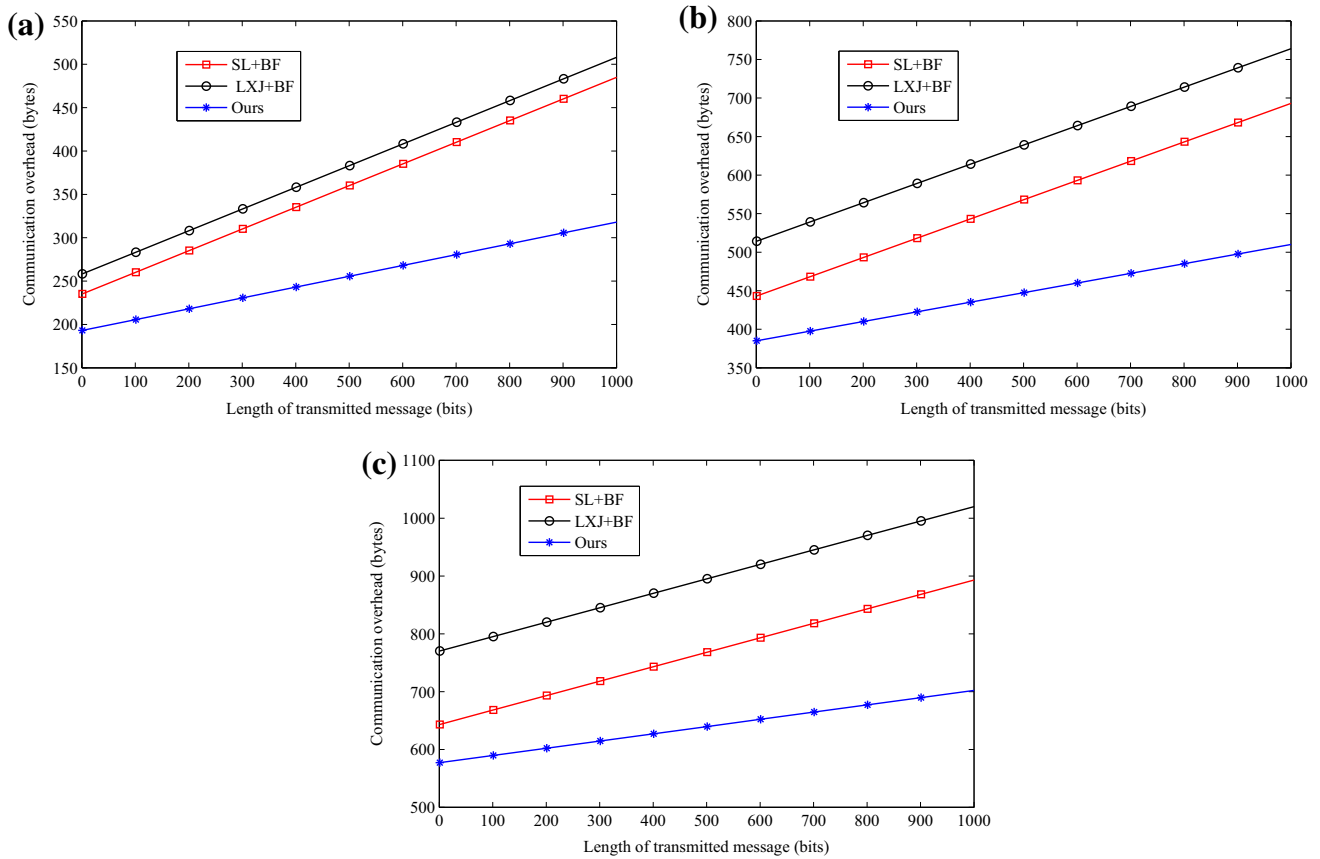 (a)
550
500
450
400
350
300
250
200
150
Communication overhead (bytes)
SL+BF
LXJ+BF
Ours
0 100 200 300 400 500 600 700 800 900 1000
Length of transmitted message (bits)
(b)
800
750
700
650
600
550
500
450
400
350
Communication overhead (bytes)
SL+BF
LXJ+BF
Ours
0 100 200 300 400 500 600 700 800 900 1000
Length of transmitted message (bits)
(c)
1100
1000
900
800
700
600
500
Communication overhead (bytes)
SL+BF
LXJ+BF
Ours
0 100 200 300 400 500 600 700 800 900 1000
Length of transmitted message (bits)